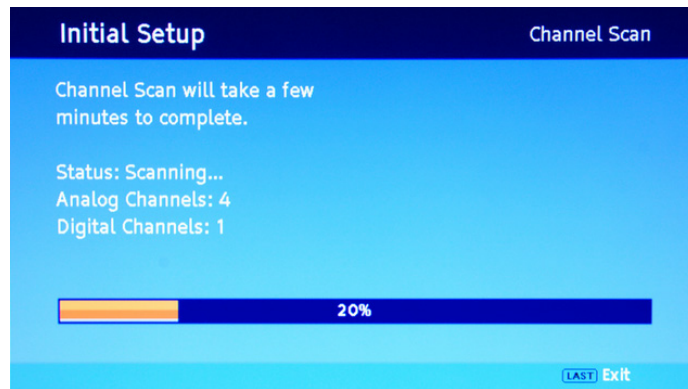 Initial Setup
Channel Scan
Channel Scan will take a few
minutes to complete.
Status: Scanning...
Analog Channels: 4
Digital Channels: 1
20%
LAST Exit